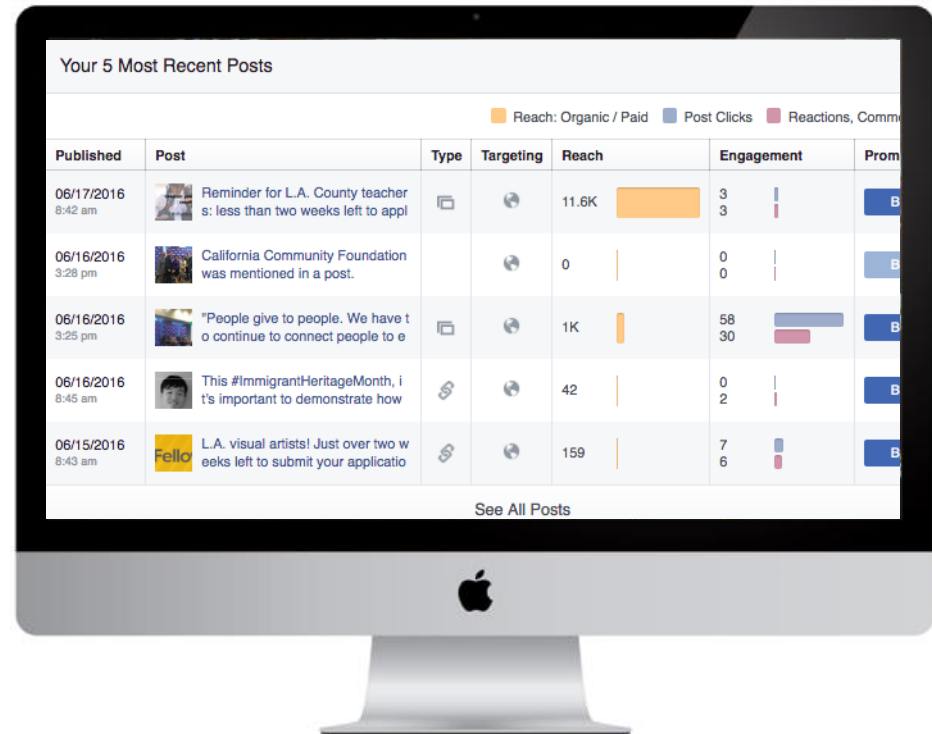 Your 5 Most Recent Posts
Reach: Organic / Paid Post Clicks Reactions, Comme
Published Post Type Targeting Reach Engagement Prom
06/17/2016
8:42 am
Reminder for L.A. County teacher
s: less than two weeks left to appl
11.6K
3
3
B
06/16/2016
3:28 pm
California Community Foundation
was mentioned in a post.
0
0
0
B
06/16/2016
3:25 pm
"People give to people. We have t
o continue to connect people to e
1K
58
30
B
06/16/2016
8:45 am
This #ImmigrantHeritageMonth, i
t's important to demonstrate how
42
0
2
B
06/15/2016
8:43 am
Fello
L.A. visual artists! Just over two w
eeks left to submit your applicatio
159
7
6
B
See All Posts